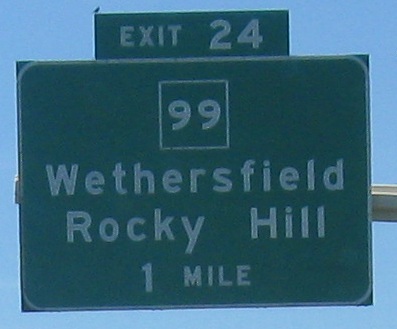 EXIT 24
99
Wethersfield
Rocky Hill
1 MILE